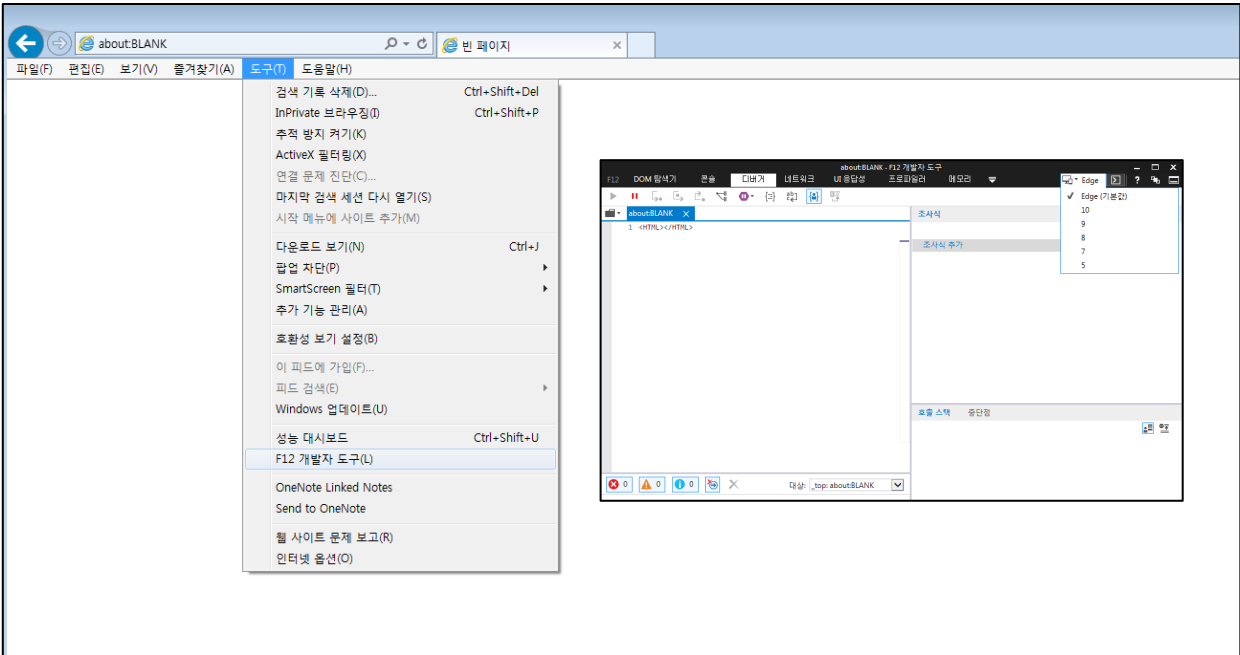 about:BLANK
빈 페이지
파일(F) 편집(E) 보기(V) 즐겨찾기(A) 도구(T) 도움말(H)
검색 기록 삭제(D)... Ctrl+Shift+Del
InPrivate 브라우징(I) Ctrl+Shift+P
추적 방지 켜기(K)
ActiveX 필터링(X)
연결 문제 진단(C)...
마지막 검색 세션 다시 열기(S)
시작 메뉴에 사이트 추가(M)
다운로드 보기(N) Ctrl+J
팝업 차단(P)
SmartScreen 필터(T)
추가 기능 관리(A)
호환성 보기 설정(B)
이 피드에 가입(F)...
피드 검색(E)
Windows 업데이트(U)
성능 대시보드 Ctrl+Shift+U
F12 개발자 도구(L)
OneNote Linked Notes
Send to OneNote
웹 사이트 문제 보고(R)
인터넷 옵션(O)
about:BLANK - F12 개발자 도구
F12 DOM 탐색기 콘솔 디버거 네트워크 UI 응답성 프로파일러 메모리 Edge
Edge (기본값)
10
9
8
7
5
about:BLANK
1 <HTML></HTML>
조사식
조사식 추가
호출 스택 중단점
0 0 0 대상: _top: about:BLANK